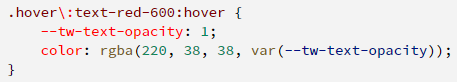 .hover\:text-red-600:hover {
    --tw-text-opacity: 1;
    color: rgba(220, 38, 38, var(--tw-text-opacity));
}